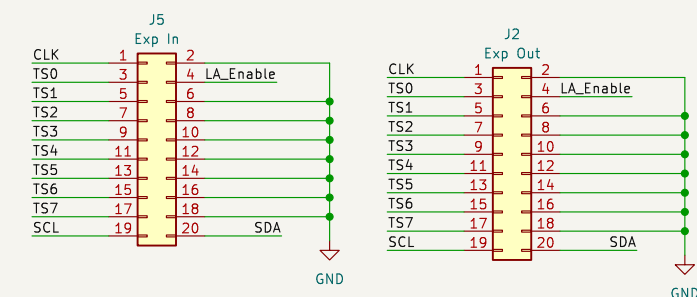 J5
Exp In
CLK 1 2
TS0 3 4 LA_Enable
TS1 5 6
TS2 7 8
TS3 9 10
TS4 11 12
TS5 13 14
TS6 15 16
TS7 17 18
SCL 19 20 SDA
GND
J2
Exp Out
CLK 1 2
TS0 3 4 LA_Enable
TS1 5 6
TS2 7 8
TS3 9 10
TS4 11 12
TS5 13 14
TS6 15 16
TS7 17 18
SCL 19 20 SDA
GND